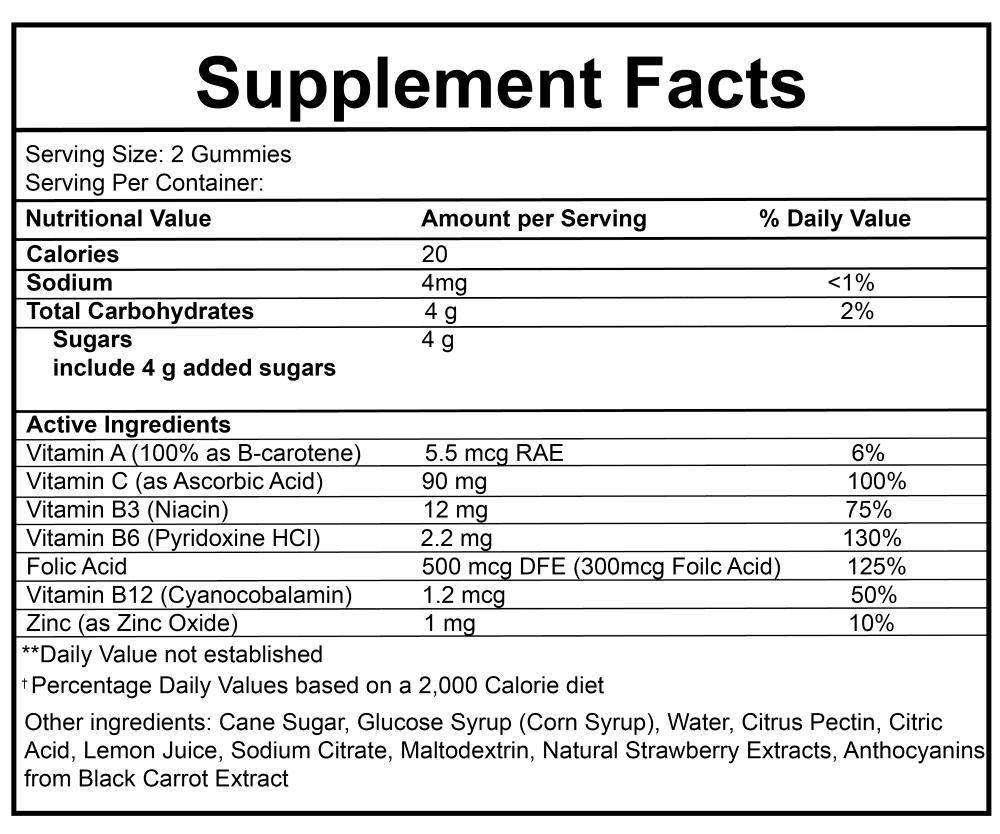 Supplement Facts
Serving Size: 2 Gummies
Serving Per Container:
Nutritional Value Amount per Serving % Daily Value
Calories 20
Sodium 4mg <1%
Total Carbohydrates 4 g 2%
Sugars 4 g
include 4 g added sugars
Active Ingredients
Vitamin A (100% as B-carotene) 5.5 mcg RAE 6%
Vitamin C (as Ascorbic Acid) 90 mg 100%
Vitamin B3 (Niacin) 12 mg 75%
Vitamin B6 (Pyridoxine HCI) 2.2 mg 130%
Folic Acid 500 mcg DFE (300mcg Foilc Acid) 125%
Vitamin B12 (Cyanocobalamin) 1.2 mcg 50%
Zinc (as Zinc Oxide) 1 mg 10%
**Daily Value not established
†Percentage Daily Values based on a 2,000 Calorie diet
Other ingredients: Cane Sugar, Glucose Syrup (Corn Syrup), Water, Citrus Pectin, Citric
Acid, Lemon Juice, Sodium Citrate, Maltodextrin, Natural Strawberry Extracts, Anthocyanins
from Black Carrot Extract